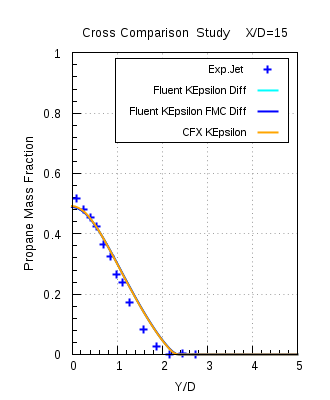 Cross Comparison Study X/D=15
1
Exp.Jet
Fluent KEpsilon Diff
0.8
Fluent KEpsilon FMC Diff
CFX KEpsilon
0.6
Propane Mass Fraction
0.4
0.2
0
0 1 2 3 4 5
Y/D